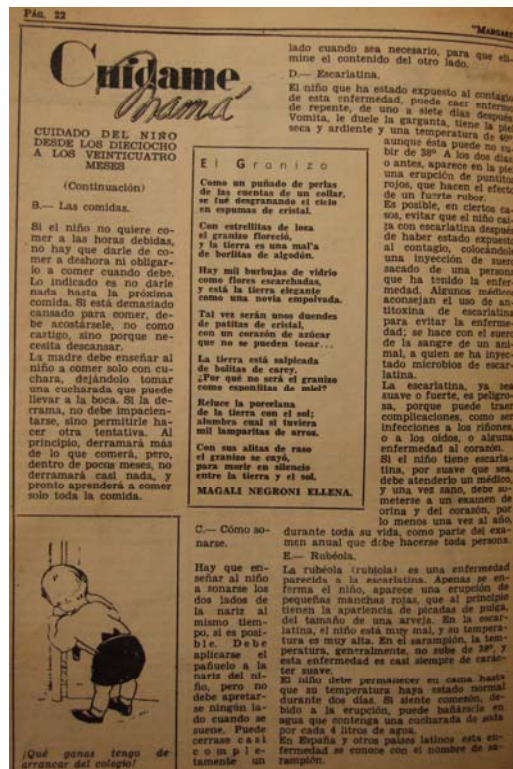 Pág. 22
"MARGARI
Cuídame
Mamá
CUIDADO DEL NIÑO
DESDE LOS DIECIOCHO
A LOS VEINTICUATRO
MESES
(Continuación)
B.— Las comidas.
Si el niño no quiere co-
mer a las horas debidas,
no hay que darle de co-
mer a deshora ni obligar-
lo a comer cuando debe.
Lo indicado es no darle
nada hasta la próxima
comida. Si está demasiado
cansado para comer, de-
be acostársele, no como
castigo, sino porque ne-
cesita descansar.
La madre debe enseñar al
niño a comer solo con cu-
chara, dejándolo tomar
una cucharada que puede
llevar a la boca. Si la de-
rrama, no debe impacien-
tarse, sino permitirle ha-
cer otra tentativa. Al
principio, derramará más
de lo que comerá, pero,
dentro de pocos meses, no
derramará casi nada, y
pronto aprenderá a comer
solo toda la comida.
¡Qué ganas tengo de
arrancar del colegio!
El Granizo
Como un puñado de perlas
de las cuentas de un collar,
se fué desgranando el cielo
en espumas de cristal.
Con estrellitas de loza
el granizo floreció,
y la tierra es una mal'a
de borlitas de algodón.
Hay mil burbujas de vidrio
como flores escarchadas,
y está la tierra elegante
como una novia empolvada.
Tal vez serán unos duendes
de patitas de cristal,
con un corazón de azúcar
que no se pueden tocar...
La tierra está salpicada
de bolitas de carey.
¿Por qué no será el granizo
como esponjitas de miel?
Reluce la porcelana
de la tierra con el sol;
alumbra cual si tuviera
mil lamparitas de arroz.
Con sus alitas de raso
el granizo se cayó,
para morir en silencio
entre la tierra y el sol.
MAGALI NEGRONI ELLENA.
C.— Cómo so-
narse.
Hay que en-
señar al niño
a sonarse los
dos lados de
la nariz al
mismo tiem-
po, si es posi-
ble. Debe
aplicarse el
pañuelo a la
nariz del ni-
ño, pero no
debe apretar-
se ningún la-
do cuando se
suene. Puede
cerrarse casi
comple-
tamente un
lado cuando sea necesario, para que eli-
mine el contenido del otro lado.
D.— Escarlatina.
El niño que ha estado expuesto al contagio
de esta enfermedad, puede caer enfermo
de repente, de uno a siete días después
Vomita, le duele la garganta, tiene la piel
seca y ardiente y una temperatura de 40º
aunque ésta puede no su-
bir de 38º A los dos días
o antes, aparece en la piel
una erupción de puntitos
rojos, que hacen el efecto
de un fuerte rubor.
Es posible, en ciertos ca-
sos, evitar que el niño cai-
ga con escarlatina después
de haber estado expuesto
al contagio, colocándole
una inyección de suero
sacado de una persona
que ha tenido la enfer-
medad. Algunos médicos
aconsejan el uso de an-
titoxina de escarlatina
para evitar la enferme-
dad; se hace con el suero
de la sangre de un ani-
mal, a quien se ha inyec-
tado microbios de escar-
latina.
La escarlatina, ya sea
suave o fuerte, es peligro-
sa, porque puede traer
complicaciones, como ser
infecciones a los riñones
o a los oídos, o alguna
enfermedad al corazón.
Si el niño tiene escarla-
tina, por suave que sea,
debe atenderlo un médico,
y una vez sano, debe so-
meterse a un examen de
orina y del corazón, por
lo menos una vez al año,
durante toda su vida, como parte del exa-
men anual que debe hacerse toda persona.
E.— Rubéola.
La rubéola (rubiola) es una enfermedad
parecida a la escarlatina. Apenas se en-
ferma el niño, aparece una erupción de
pequeñas manchas rojas, que al principio
tienen la apariencia de picadas de pulga,
del tamaño de una arveja. En la escar-
latina, el niño está muy mal, y su tempera-
tura es muy alta. En el sarampión, la tem-
peratura, generalmente, no sube de 38º, y
esta enfermedad es casi siempre de carác-
ter suave.
El niño debe permanecer en cama hasta
que su temperatura haya estado normal
durante dos días. Si siente comezón, de-
bido a la erupción, puede bañársele en
agua que contenga una cucharada de soda
por cada 4 litros de agua.
En España y otros países latinos esta en-
fermedad se conoce con el nombre de sa-
rampión.